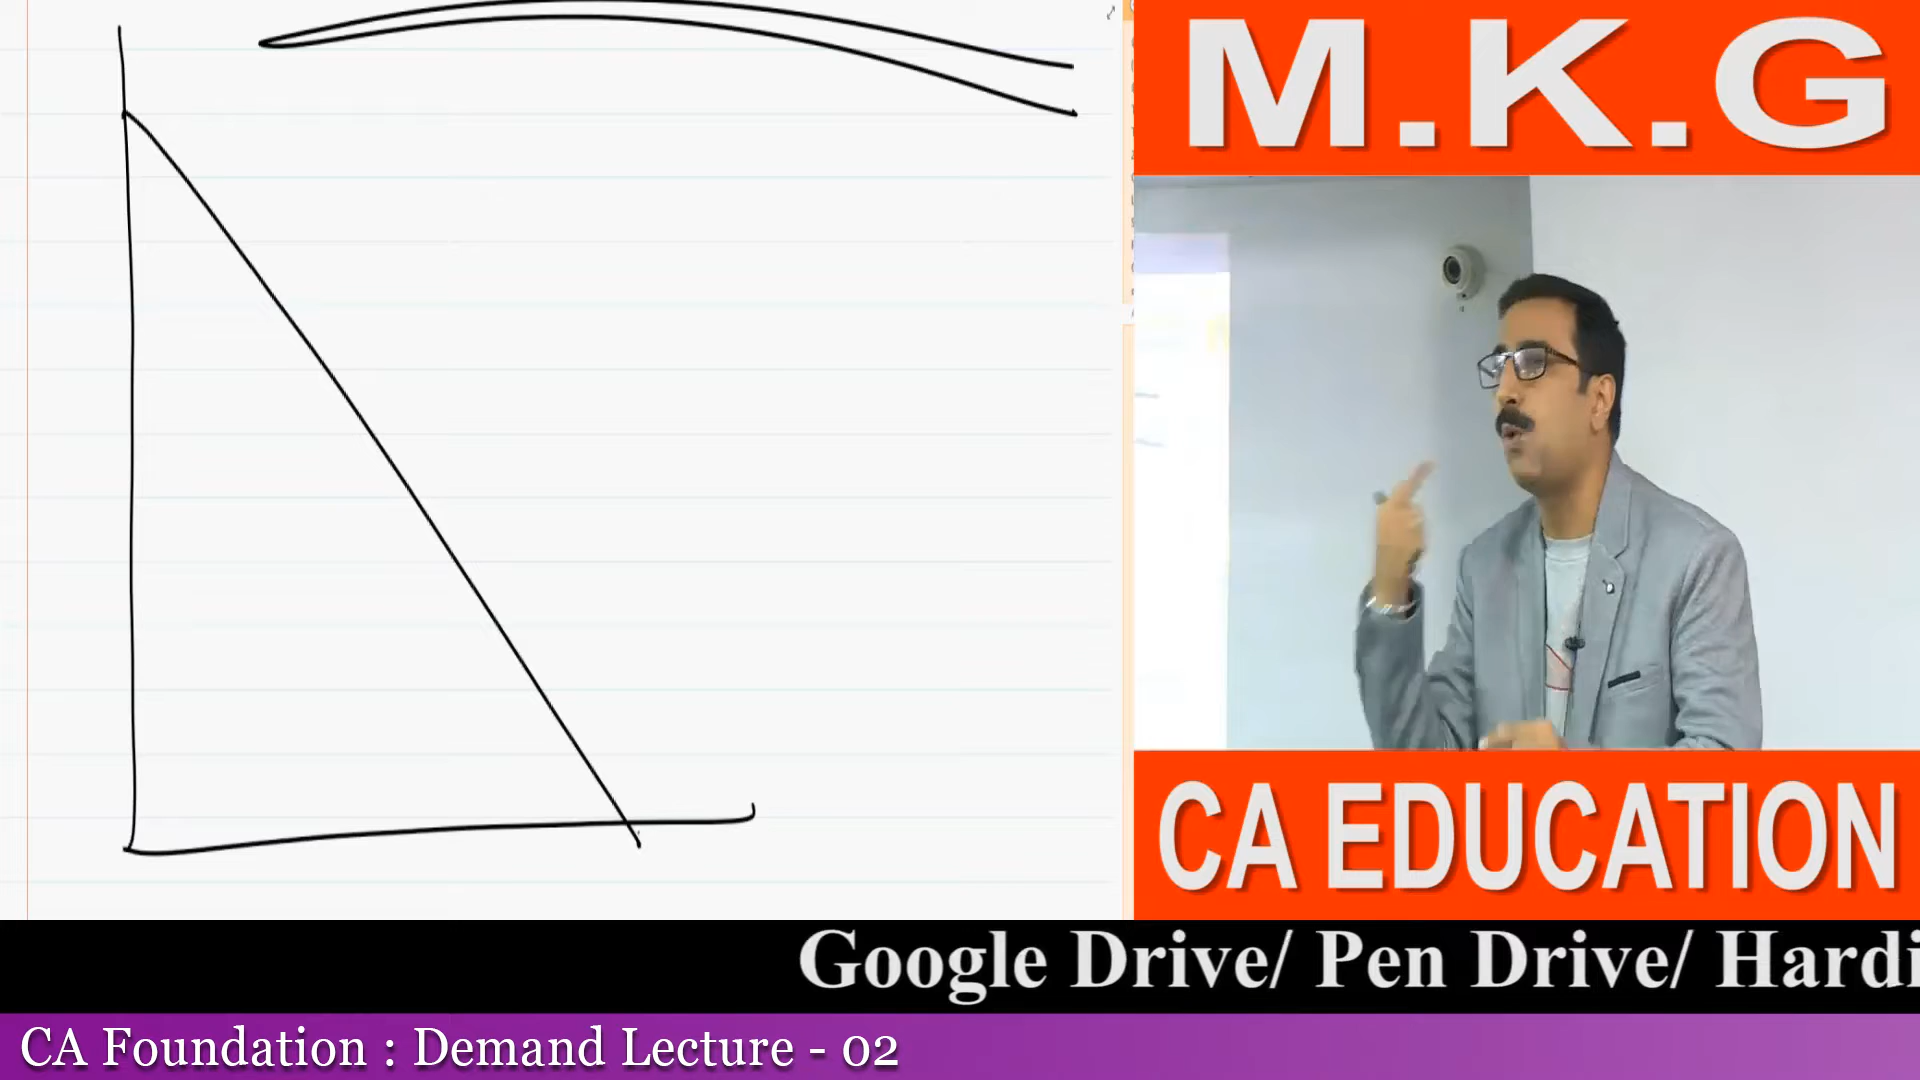 M.K.G
CA EDUCATION
Google Drive/ Pen Drive/ Hardi
CA Foundation : Demand Lecture - 02